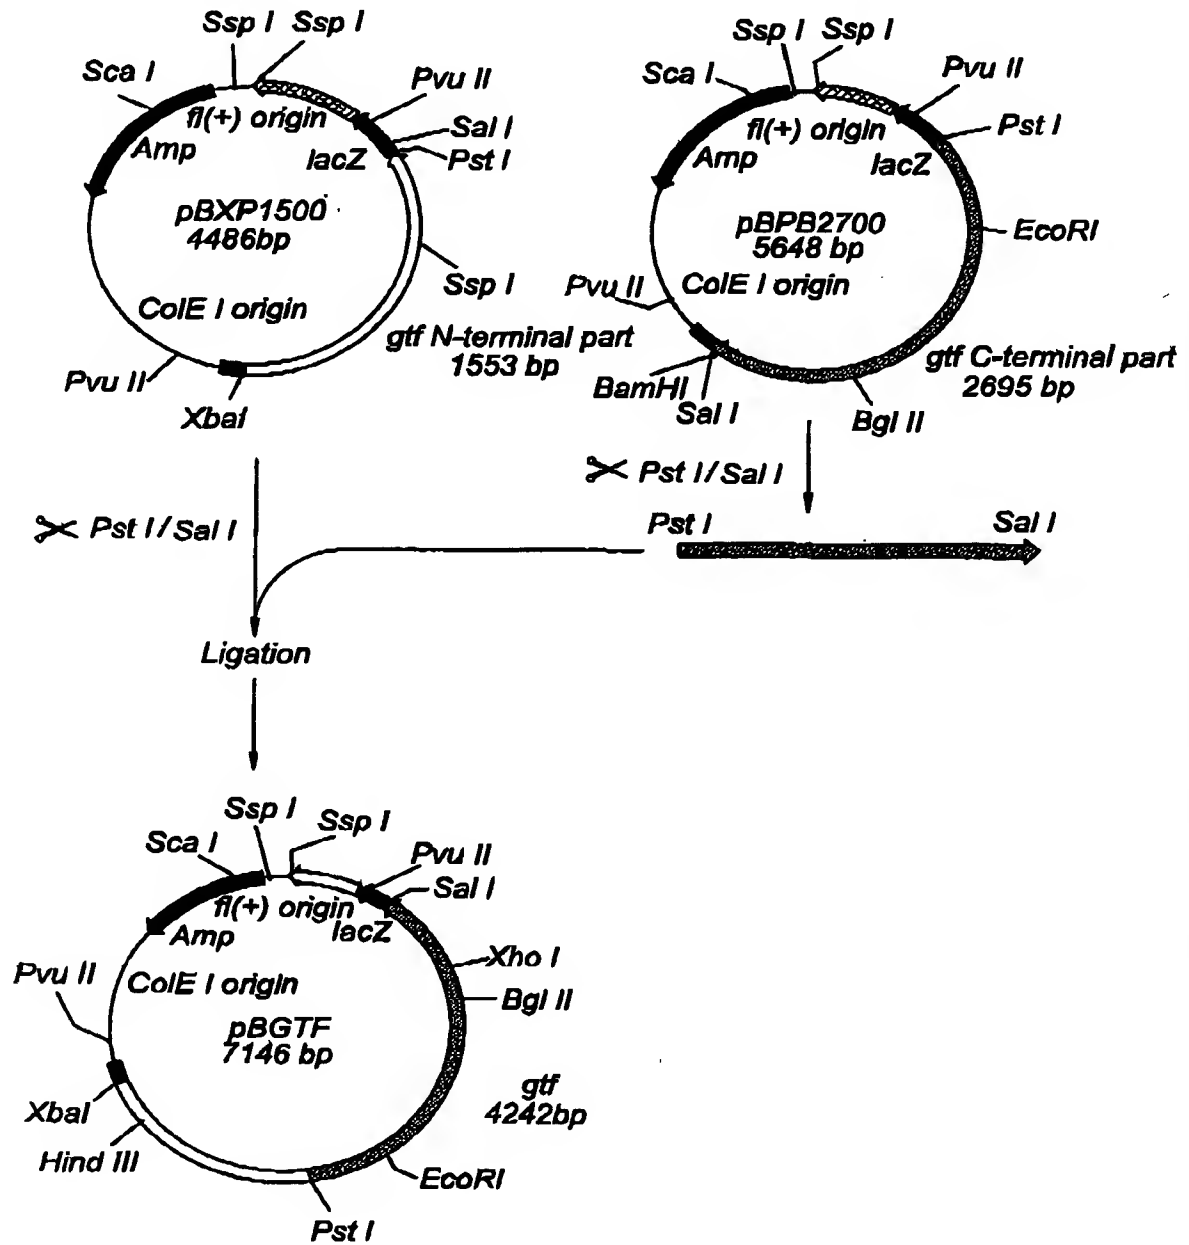 Ssp I
Ssp I
Sca I
Pvu II
fl(+) origin
Sal I
Amp
lacZ
Pst I
pBXP1500
4486bp
Ssp I
ColE I origin
gtf N-terminal part
1553 bp
Pvu II
XbaI
Ssp I
Ssp I
Sca I
Pvu II
fl(+) origin
Pst I
Amp
lacZ
pBPB2700
5648 bp
EcoRI
Pvu II
ColE I origin
gtf C-terminal part
2695 bp
BamHI
Sal I
Bgl II
Pst I/Sal I
Pst I/Sal I
Pst I
Sal I
Ligation
Ssp I
Ssp I
Sca I
Pvu II
Sal I
fl(+) origin
Amp
lacZ
Xho I
Pvu II
ColE I origin
Bgl II
pBGTF
7146 bp
gtf
4242bp
XbaI
Hind III
EcoRI
Pst I